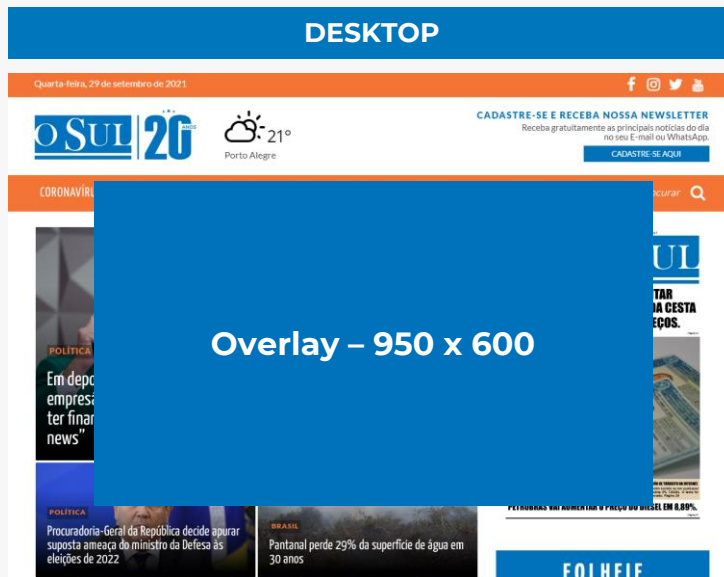 DESKTOP
Quarta-feira, 29 de setembro de 2021
O SUL 20 ANOS
21°
Porto Alegre
CADASTRE-SE E RECEBA NOSSA NEWSLETTER
Receba gratuitamente as principais notícias do dia
no seu E-mail ou WhatsApp.
CADASTRE-SE AQUI
CORONAVÍRU
ocurar
UL
TAR
DA CESTA
EÇOS.
Overlay – 950 x 600
POLÍTICA
Em depo
empresá
ter finan
news”
PETROBRAS VAI AUMENTAR O PREÇO DO DIESEL EM 8,89%.
POLÍTICA
Procuradoria-Geral da República decide apurar
suposta ameaça do ministro da Defesa às
eleições de 2022
BRASIL
Pantanal perde 29% da superfície de água em
30 anos
FOLHEIE